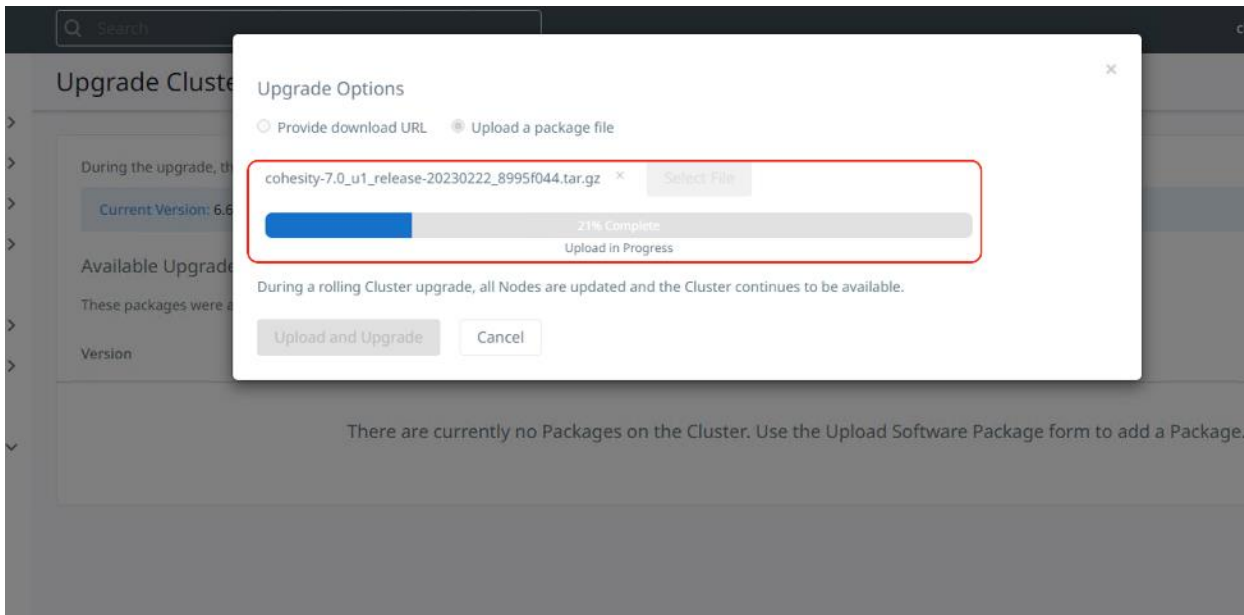 Search
Upgrade Cluste
Upgrade Options
Provide download URL Upload a package file
During the upgrade, th
cohesity-7.0_u1_release-20230222_8995f044.tar.gz × Select File
Current Version: 6.6
21% Complete
Upload in Progress
Available Upgrade
During a rolling Cluster upgrade, all Nodes are updated and the Cluster continues to be available.
These packages were a
Upload and Upgrade Cancel
Version
There are currently no Packages on the Cluster. Use the Upload Software Package form to add a Package.